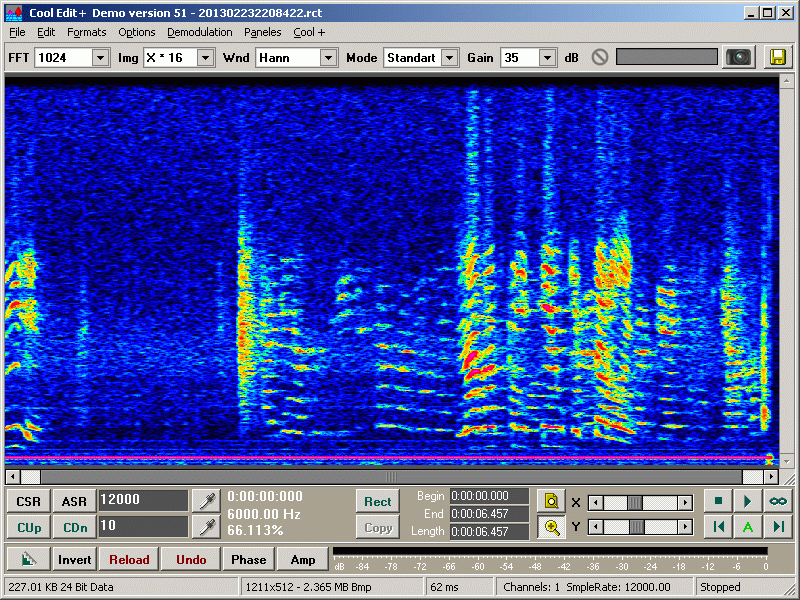 Cool Edit+ Demo version 51 - 201302232208422.rct
File Edit Formats Options Demodulation Paneles Cool +
FFT 1024 Img X * 16 Wnd Hann Mode Standart Gain 35 dB
CSR ASR 12000 0:00:00:000 Rect Begin 0:00:00.000 X
6000.00 Hz End 0:00:06.457
CUp CDn 10 66.113% Copy Length 0:00:06.457 Y A
Invert Reload Undo Phase Amp dB -84 -78 -72 -66 -60 -54 -48 -42 -36 -30 -24 -18 -12 -6 0
227.01 KB 24 Bit Data 1211x512 - 2.365 MB Bmp 62 ms Channels: 1 SmpleRate: 12000.00 Stopped